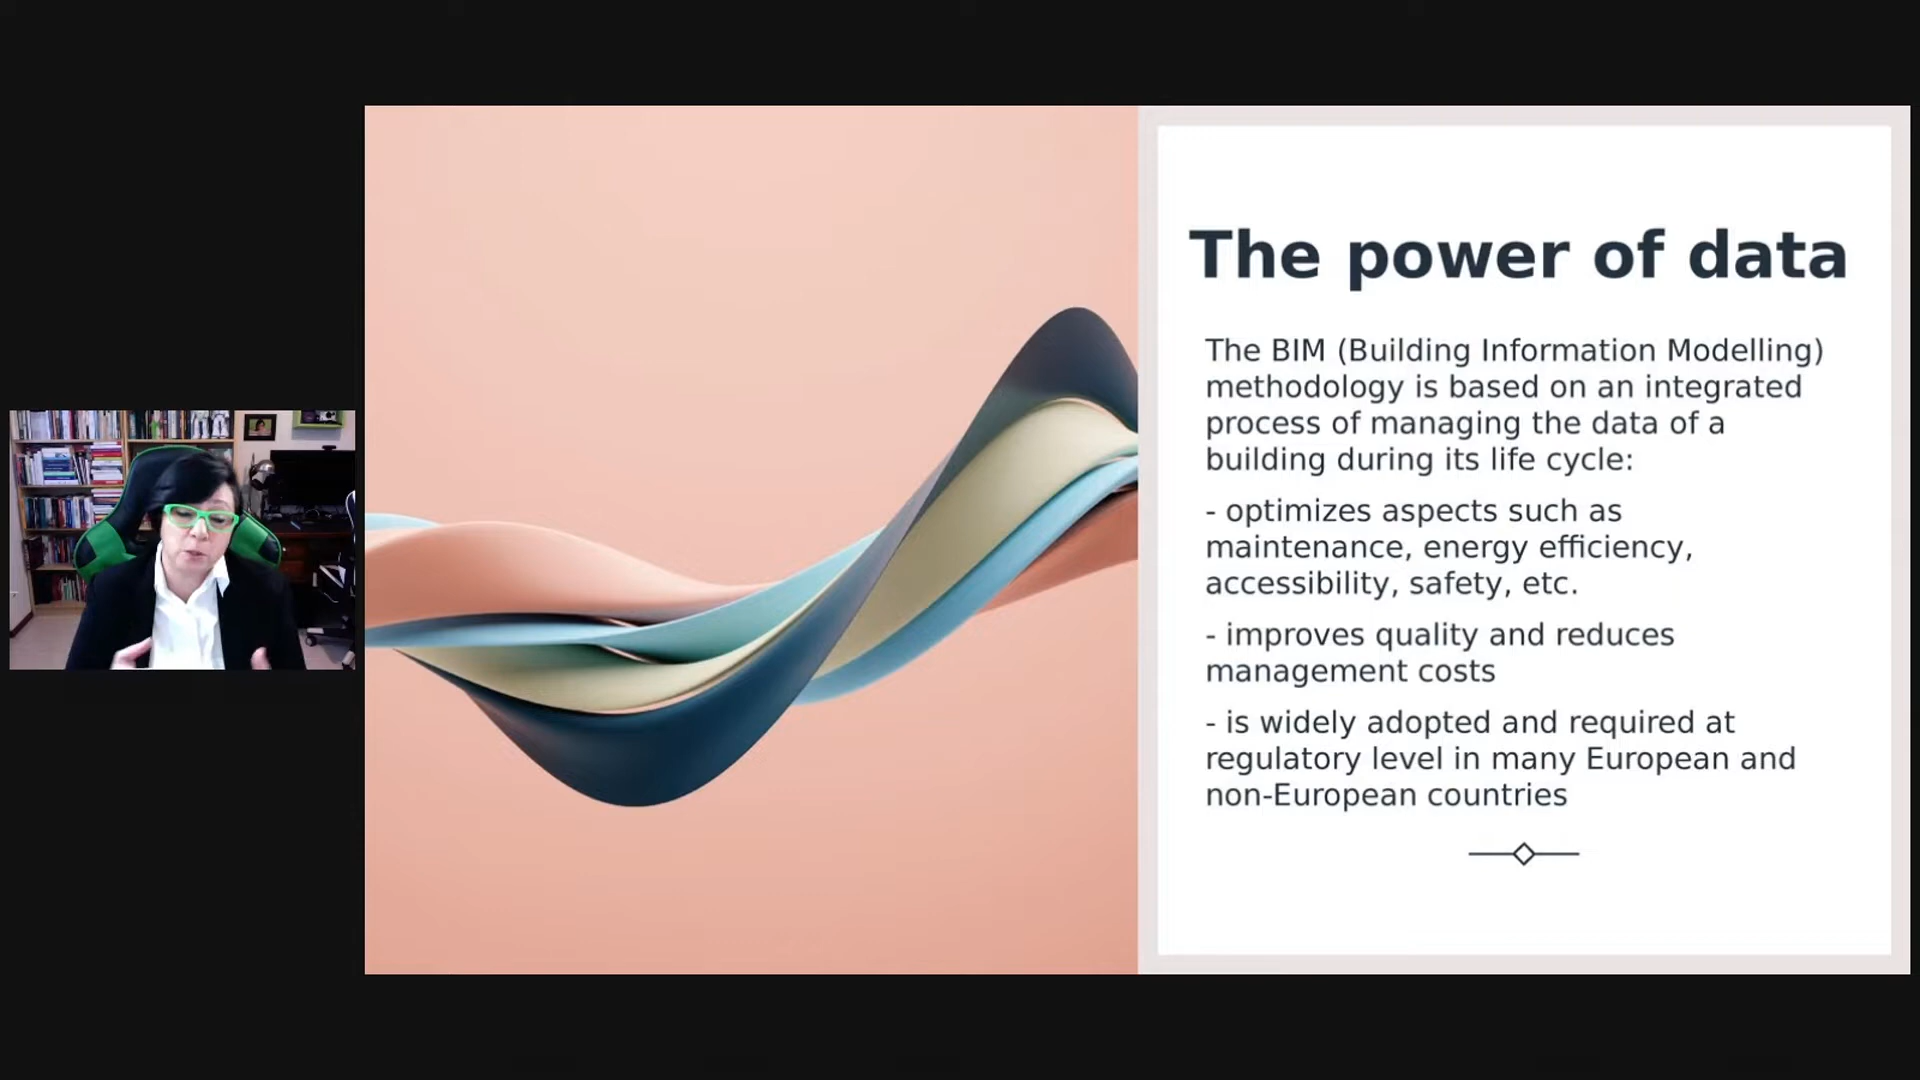 The power of data
The BIM (Building Information Modelling)
methodology is based on an integrated
process of managing the data of a
building during its life cycle:
- optimizes aspects such as
maintenance, energy efficiency,
accessibility, safety, etc.
- improves quality and reduces
management costs
- is widely adopted and required at
regulatory level in many European and
non-European countries